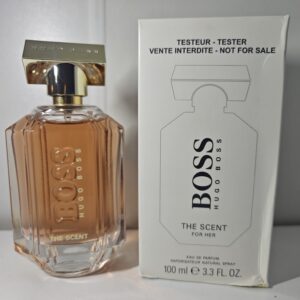 BOSS
HUGO BOSS
THE SCENT
TESTEUR - TESTER
VENTE INTERDITE - NOT FOR SALE
BOSS
HUGO BOSS
THE SCENT
FOR HER
EAU DE PARFUM
VAPORISATEUR NATURAL SPRAY
100 ml e 3.3 FL. OZ.